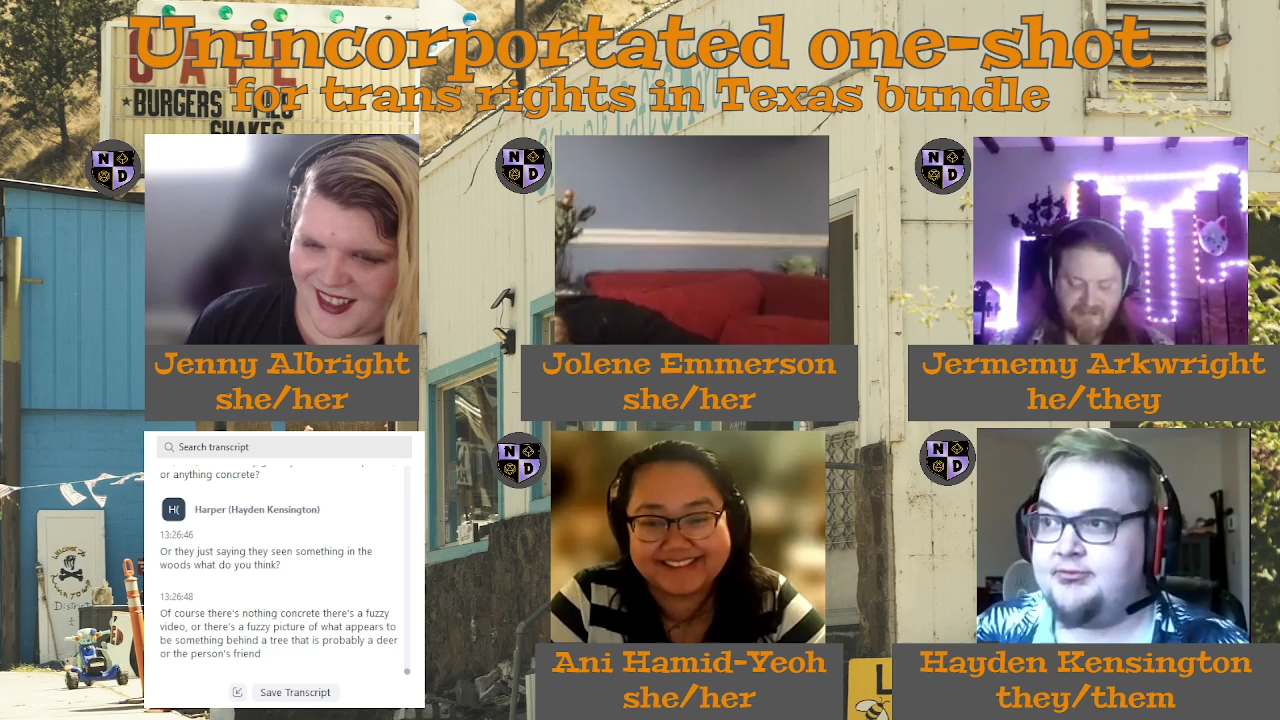 Unincorportated one-shot
for trans rights in Texas bundle
CAFE
★BURGERS PIES
SHAKES
N
D
N
D
N
D
Jenny Albright
she/her
Jolene Emmerson
she/her
Jermemy Arkwright
he/they
Search transcript
or anything concrete?
H(
Harper (Hayden Kensington)
13:26:46
Or they just saying they seen something in the
woods what do you think?
13:26:48
Of course there's nothing concrete there's a fuzzy
video, or there's a fuzzy picture of what appears to
be something behind a tree that is probably a deer
or the person's friend
Save Transcript
N
D
N
D
WELCOME
District
L
Ani Hamid-Yeoh
she/her
Hayden Kensington
they/them